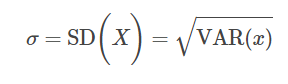 σ = SD(X) = √VAR(x)